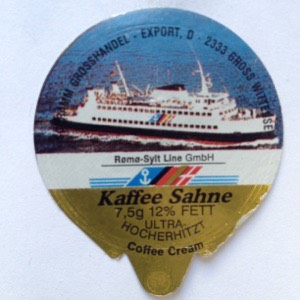 GROSSHANDEL - EXPORT, D - 2333 GROSS WITTENSEE
Rømø-Sylt Line GmbH
Kaffee Sahne
7,5g 12% FETT
ULTRA-
HOCHERHITZT
Coffee Cream